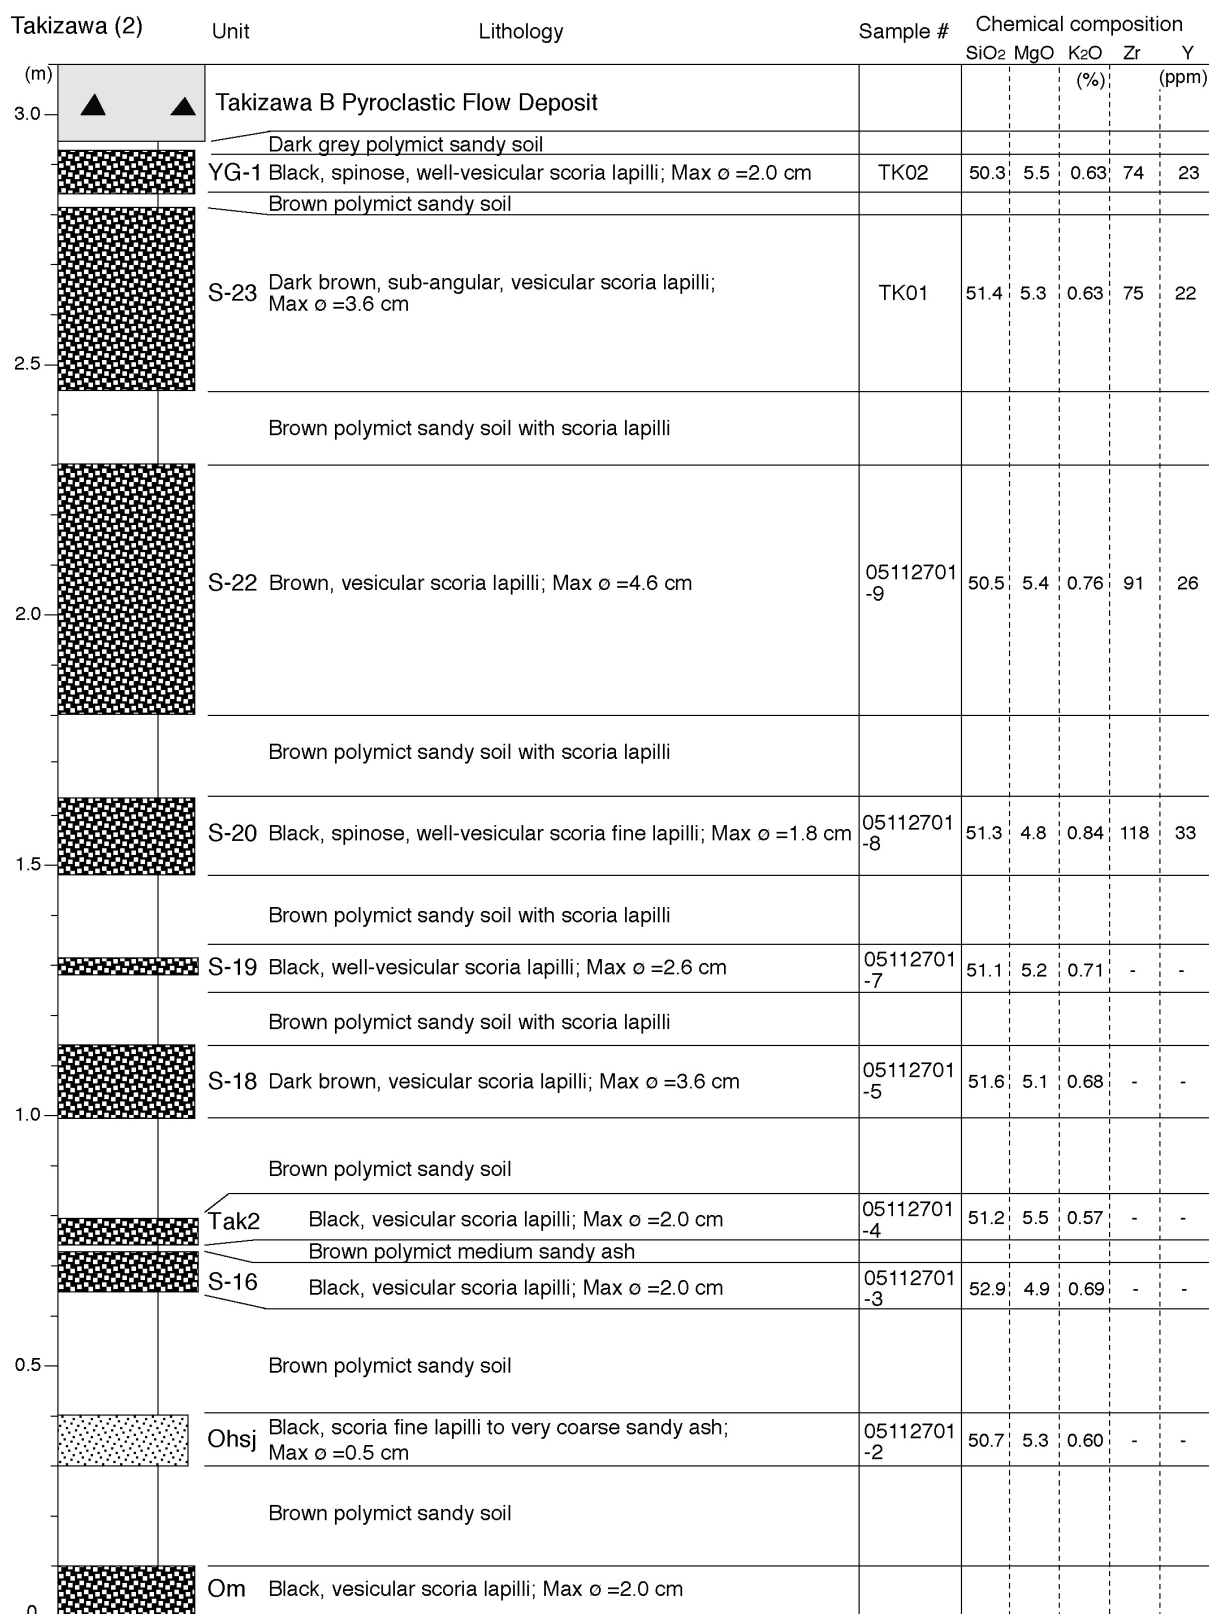 Takizawa (2)
Unit
Lithology
Sample #
Chemical composition
SiO2 MgO K2O Zr Y
(m)
(%)
(ppm)
3.0
Takizawa B Pyroclastic Flow Deposit
Dark grey polymict sandy soil
YG-1 Black, spinose, well-vesicular scoria lapilli; Max ø =2.0 cm TK02 50.3 5.5 0.63 74 23
Brown polymict sandy soil
S-23 Dark brown, sub-angular, vesicular scoria lapilli;
Max ø =3.6 cm
TK01 51.4 5.3 0.63 75 22
2.5
Brown polymict sandy soil with scoria lapilli
S-22 Brown, vesicular scoria lapilli; Max ø =4.6 cm
05112701
-9
50.5 5.4 0.76 91 26
2.0
Brown polymict sandy soil with scoria lapilli
S-20 Black, spinose, well-vesicular scoria fine lapilli; Max ø =1.8 cm
05112701
-8
51.3 4.8 0.84 118 33
1.5
Brown polymict sandy soil with scoria lapilli
S-19 Black, well-vesicular scoria lapilli; Max ø =2.6 cm
05112701
-7
51.1 5.2 0.71 - -
Brown polymict sandy soil with scoria lapilli
S-18 Dark brown, vesicular scoria lapilli; Max ø =3.6 cm
05112701
-5
51.6 5.1 0.68 - -
1.0
Brown polymict sandy soil
Tak2 Black, vesicular scoria lapilli; Max ø =2.0 cm
05112701
-4
51.2 5.5 0.57 - -
Brown polymict medium sandy ash
S-16 Black, vesicular scoria lapilli; Max ø =2.0 cm
05112701
-3
52.9 4.9 0.69 - -
0.5
Brown polymict sandy soil
Ohsj Black, scoria fine lapilli to very coarse sandy ash;
Max ø =0.5 cm
05112701
-2
50.7 5.3 0.60 - -
Brown polymict sandy soil
Om Black, vesicular scoria lapilli; Max ø =2.0 cm
0